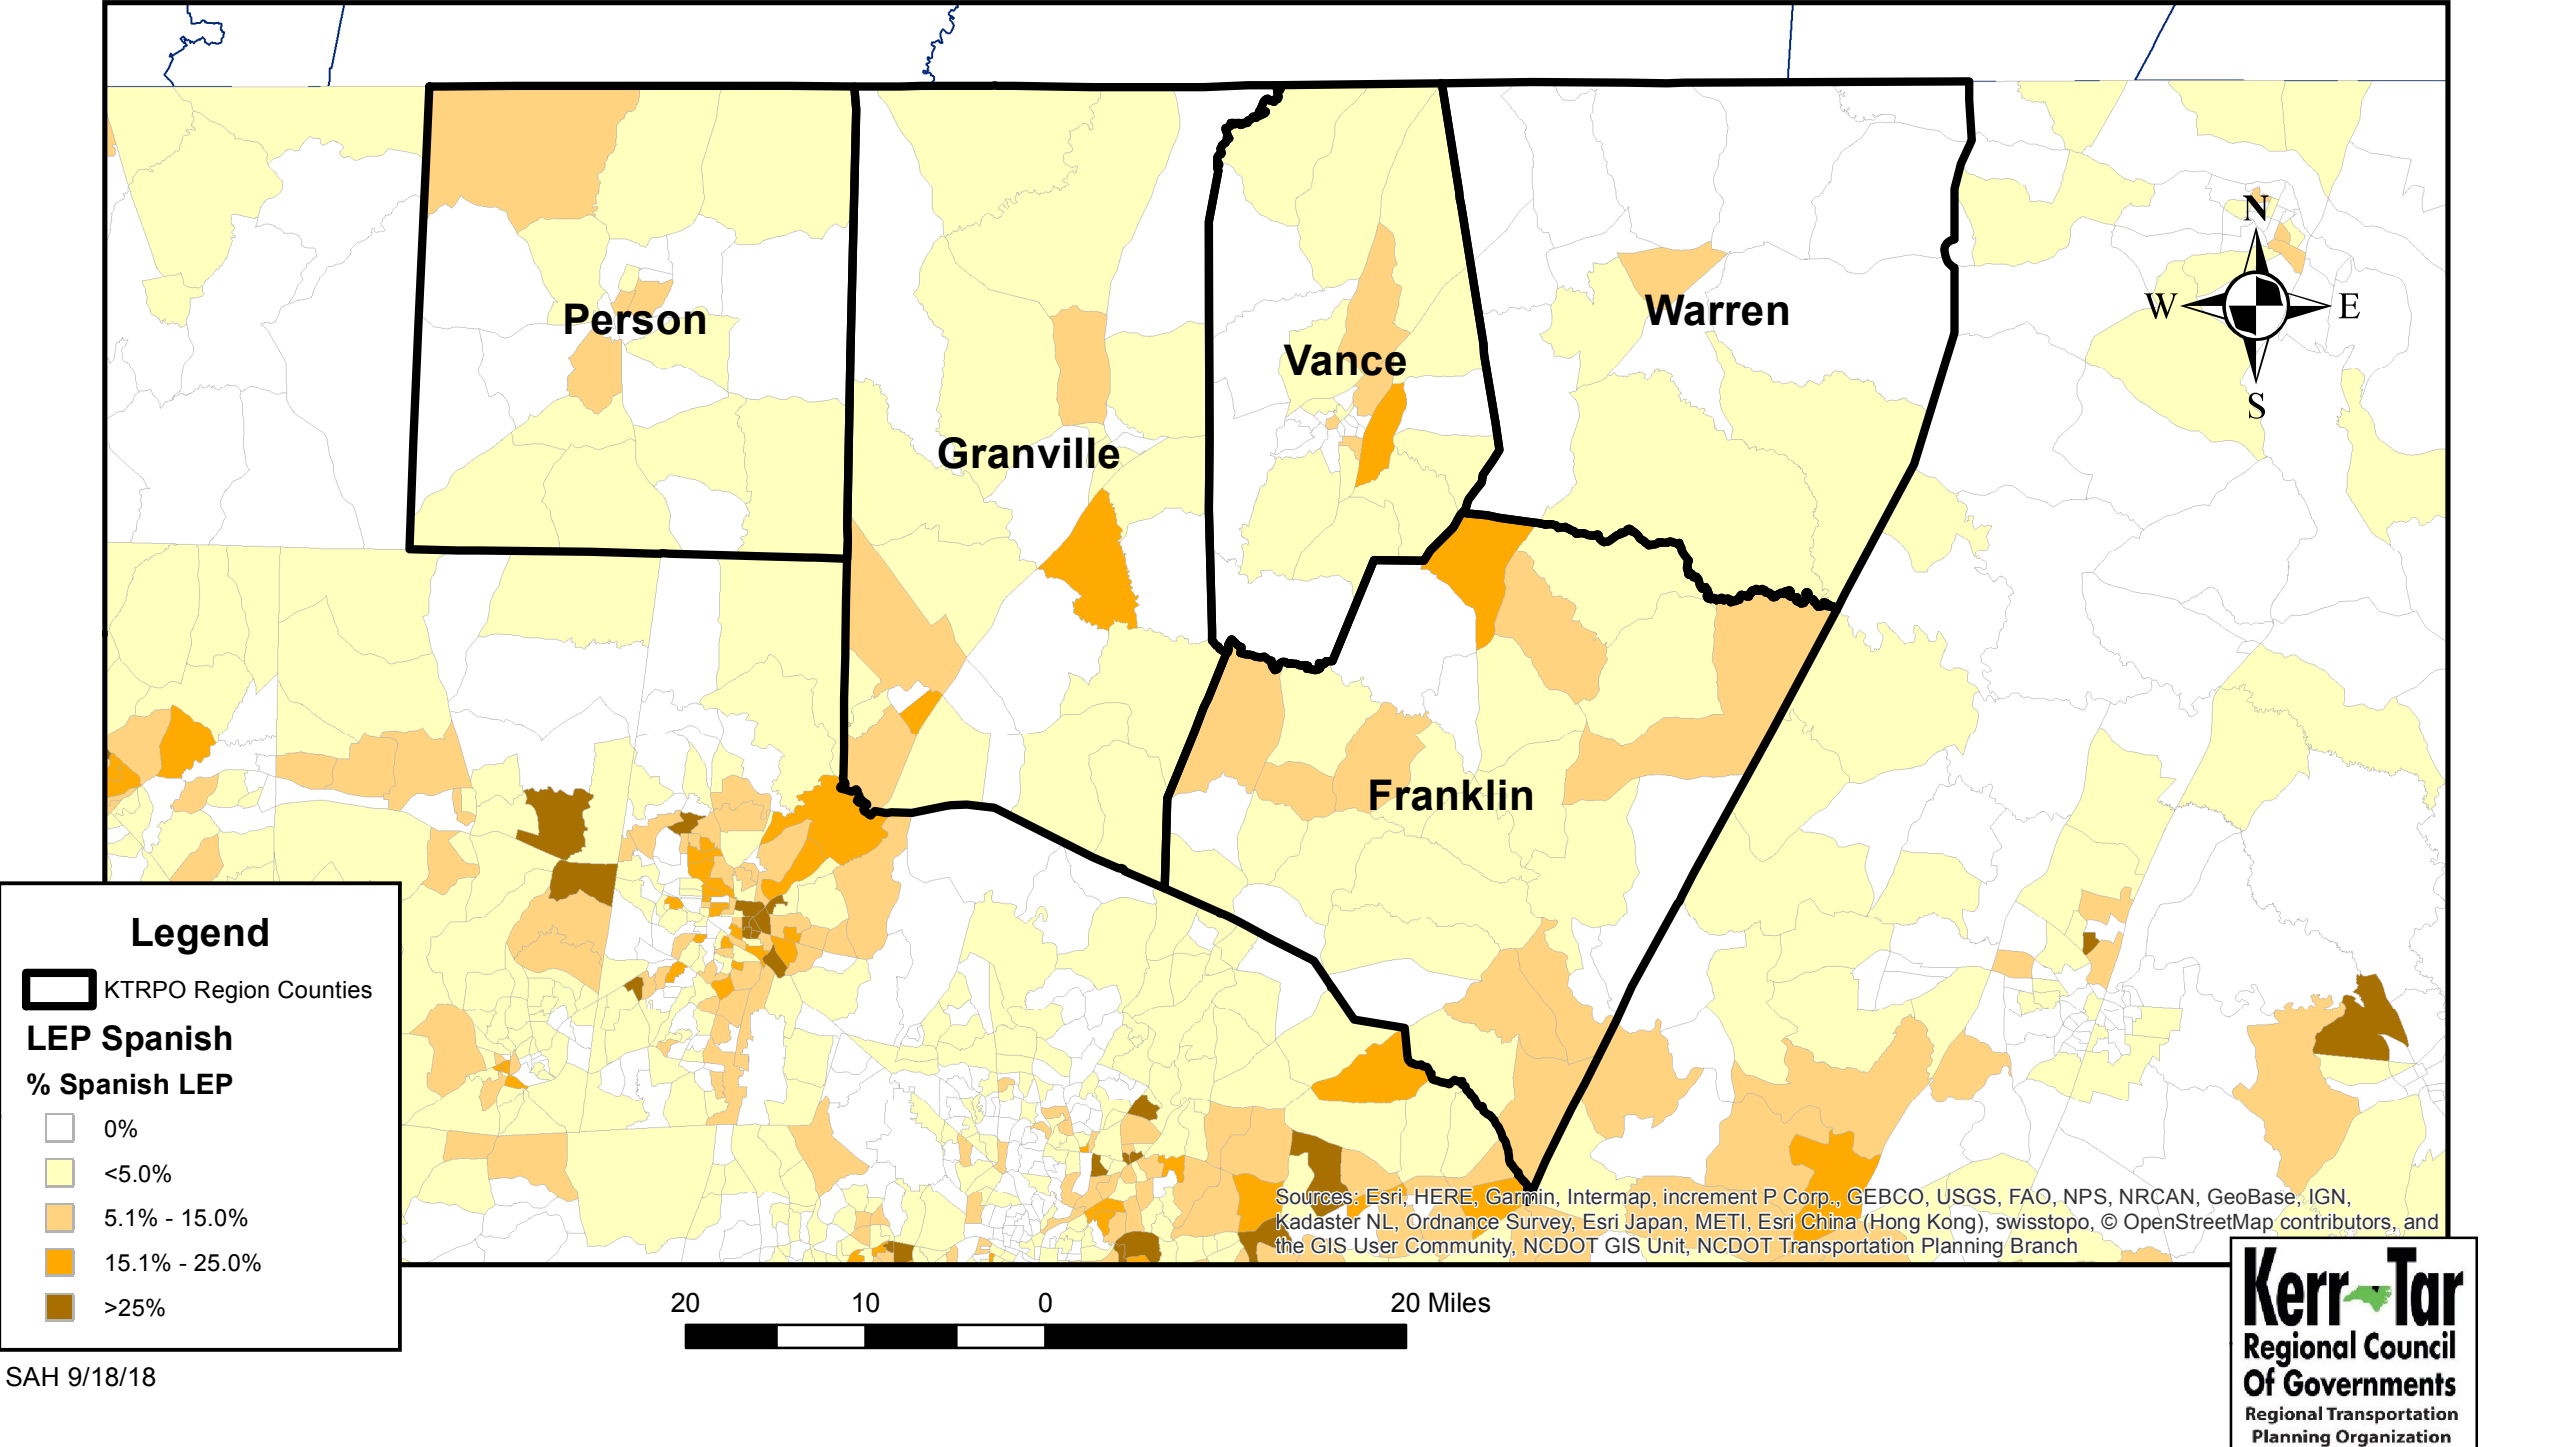 N
W
E
S
Person
Warren
Vance
Granville
Franklin
Legend
KTRPO Region Counties
LEP Spanish
% Spanish LEP
0%
<5.0%
5.1% - 15.0%
15.1% - 25.0%
>25%
Sources: Esri, HERE, Garmin, Intermap, increment P Corp., GEBCO, USGS, FAO, NPS, NRCAN, GeoBase, IGN,
Kadaster NL, Ordnance Survey, Esri Japan, METI, Esri China (Hong Kong), swisstopo, © OpenStreetMap contributors, and
the GIS User Community, NCDOT GIS Unit, NCDOT Transportation Planning Branch
20 10 0 20 Miles
SAH 9/18/18
Kerr Tar
Regional Council
Of Governments
Regional Transportation
Planning Organization